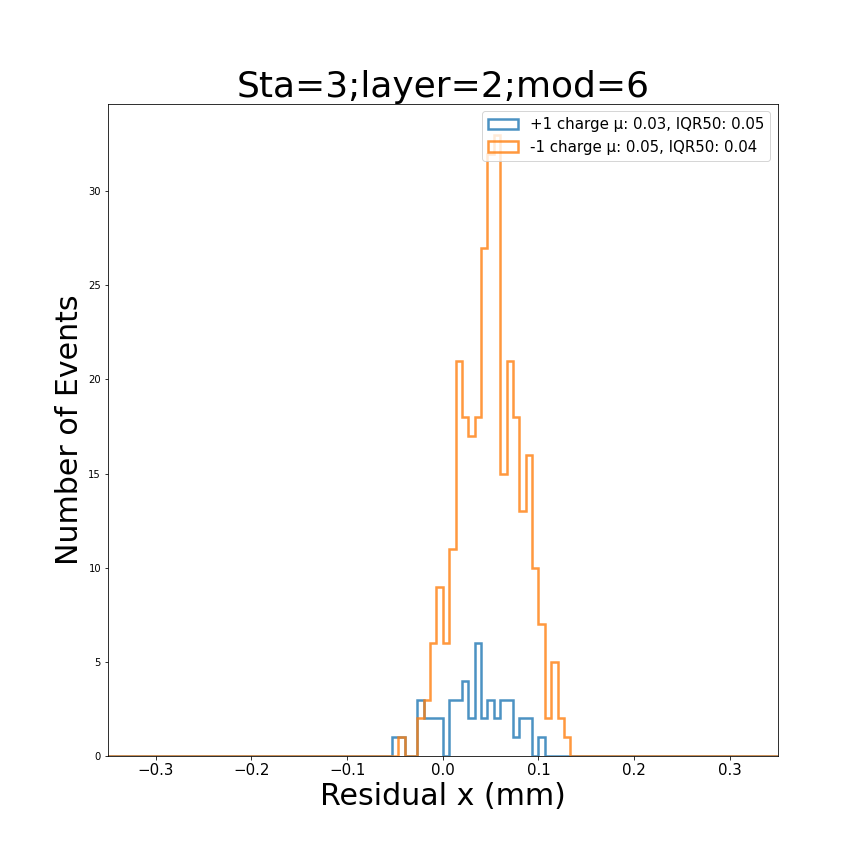 Sta=3;layer=2;mod=6
+1 charge μ: 0.03, IQR50: 0.05
-1 charge μ: 0.05, IQR50: 0.04
Number of Events
30
25
20
15
10
5
0
−0.3 −0.2 −0.1 0.0 0.1 0.2 0.3
Residual x (mm)